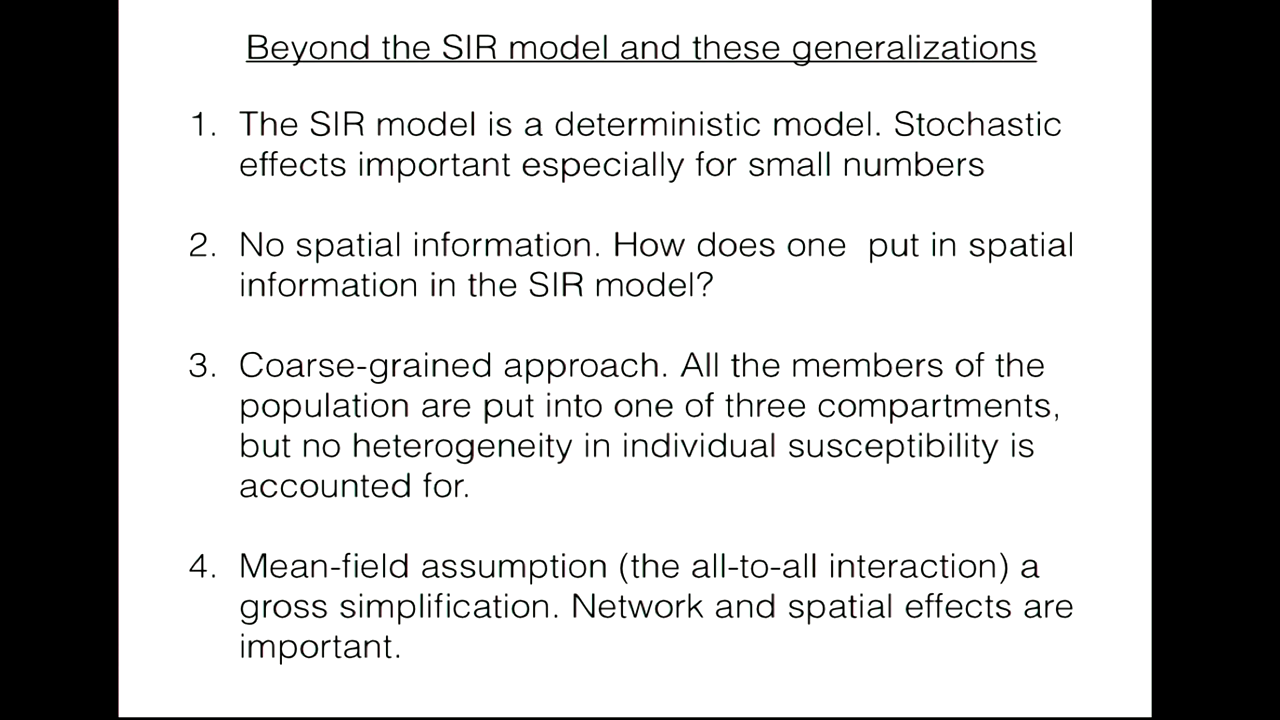 Beyond the SIR model and these generalizations
1. The SIR model is a deterministic model. Stochastic
effects important especially for small numbers
2. No spatial information. How does one  put in spatial
information in the SIR model?
3. Coarse-grained approach. All the members of the
population are put into one of three compartments,
but no heterogeneity in individual susceptibility is
accounted for.
4. Mean-field assumption (the all-to-all interaction) a
gross simplification. Network and spatial effects are
important.